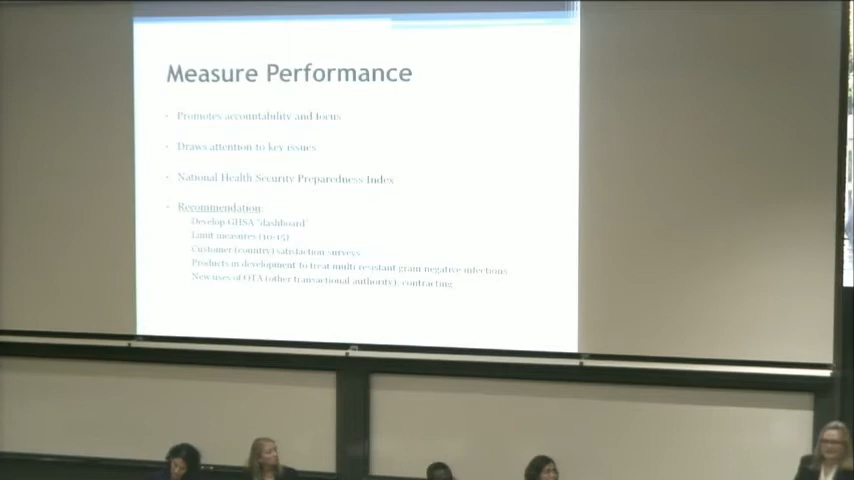 Measure Performance
• Promotes accountability and focus
• Draws attention to key issues
• National Health Security Preparedness Index
• Recommendation:
Develop GHSA "dashboard"
Limit measures (10-15)
Customer (country) satisfaction surveys
Products in development to treat multi resistant gram negative infections
New uses of OTA (other transactional authority); contracting